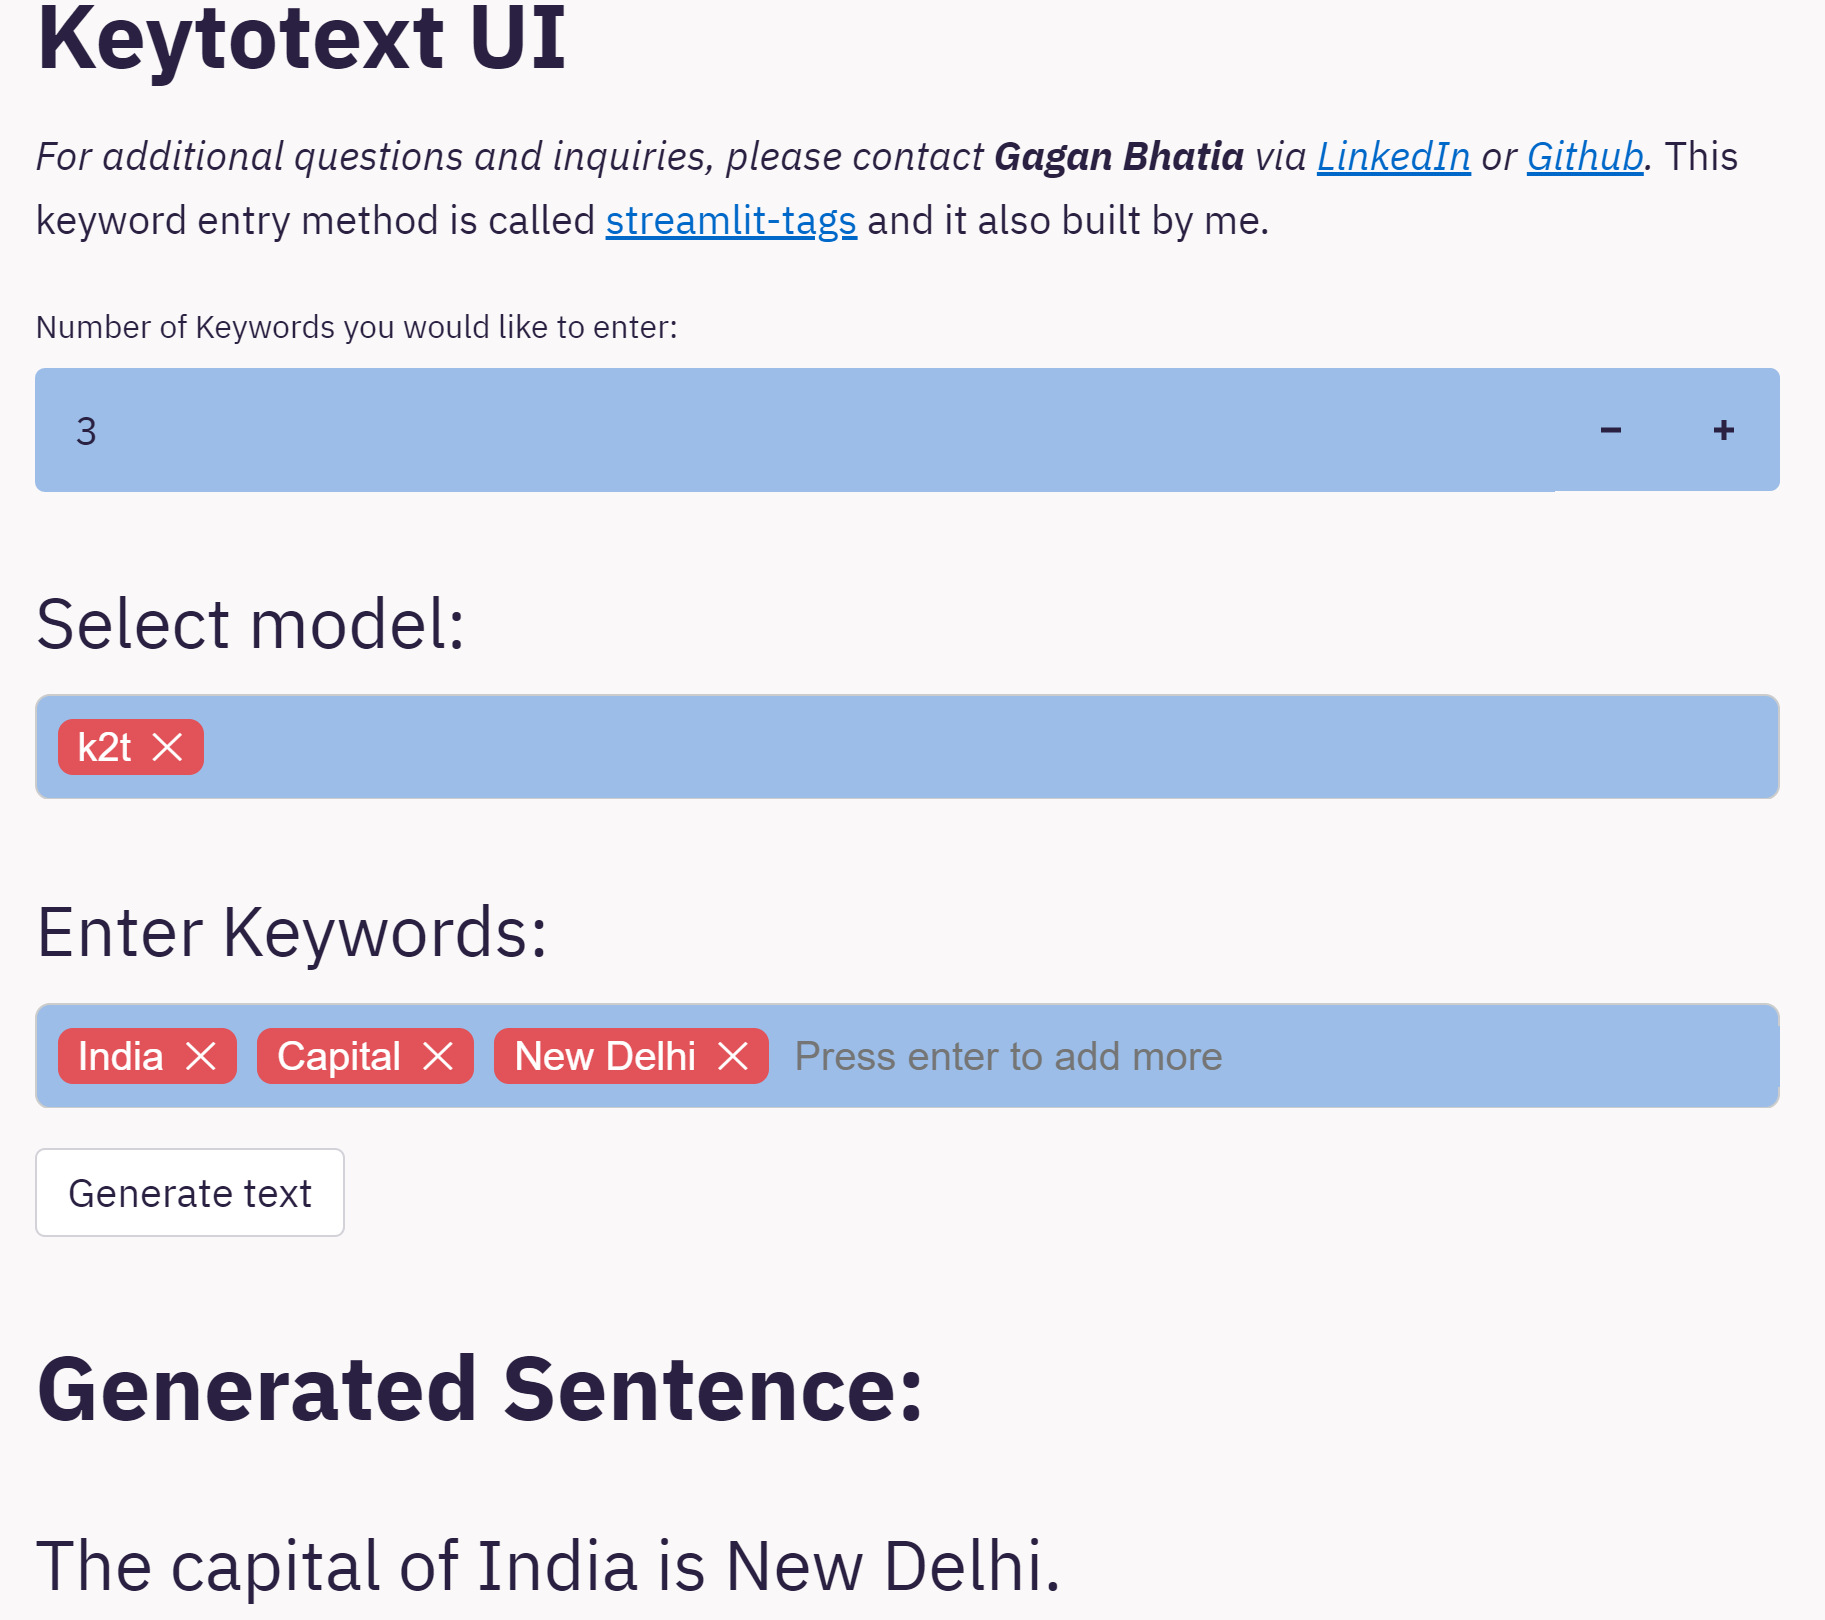 Keytotext UI
For additional questions and inquiries, please contact Gagan Bhatia via LinkedIn or Github. This
keyword entry method is called streamlit-tags and it also built by me.
Number of Keywords you would like to enter:
3 − +
Select model:
k2t
Enter Keywords:
India Capital New Delhi Press enter to add more
Generate text
Generated Sentence:
The capital of India is New Delhi.